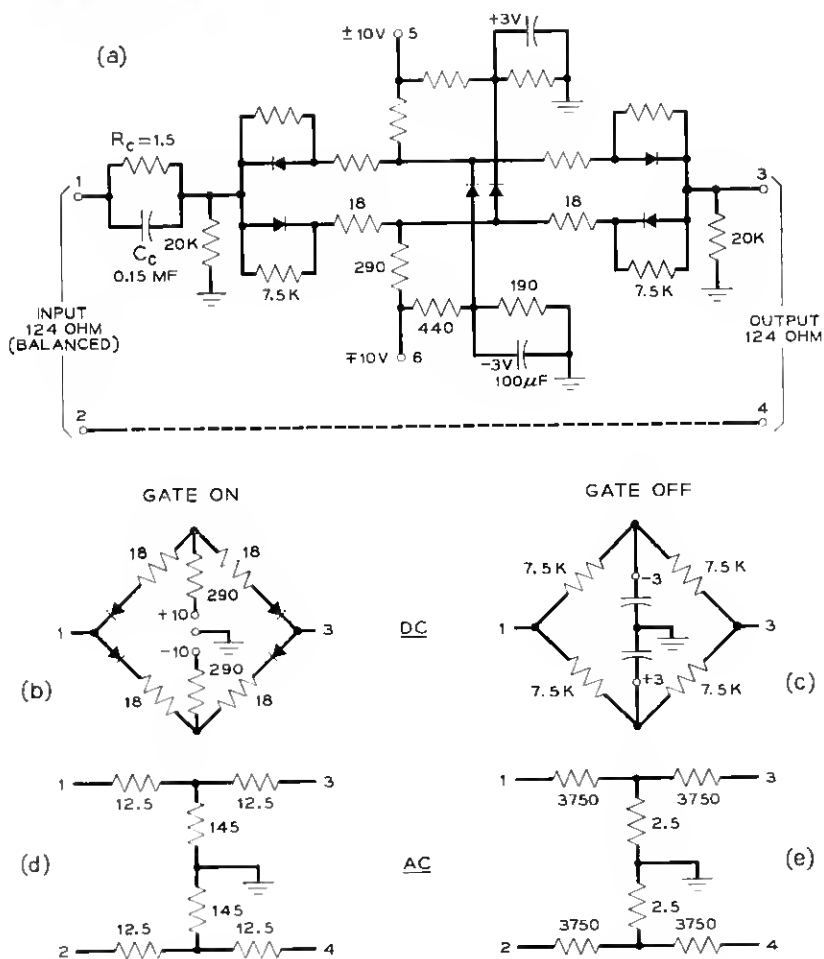 (a)
±10V 5
+3V
R_C=1.5
1
C_C
0.15 MF
20K
18
7.5K
290
440
190
-3V
100μF
∓10V 6
18
7.5K
3
20K
INPUT
124 OHM
(BALANCED)
OUTPUT
124 OHM
2
4
GATE ON
GATE OFF
18
18
290
+10
1
3
-10
290
18
18
(b)
DC
7.5K
7.5K
-3
1
3
+3
7.5K
7.5K
(c)
1
12.5
12.5
3
145
145
2
12.5
12.5
4
(d)
AC
1
3750
3750
3
2.5
2.5
2
3750
3750
4
(e)